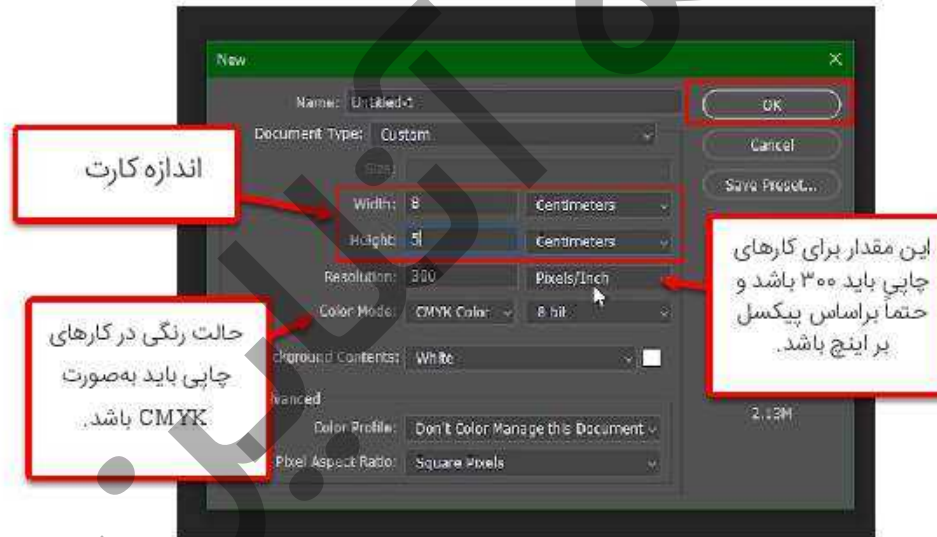 New
Name: Untitled-1
OK
Document Type: Custom
Cancel
Size:
Save Preset...
اندازه کارت
Width: 8 Centimeters
Height: 5 Centimeters
Resolution: 300 Pixels/Inch
این مقدار برای کارهای
چاپی باید ۳۰۰ باشد و
حتماً براساس پیکسل
بر اینچ باشد.
Color Mode: CMYK Color 8 bit
حالت رنگی در کارهای
چاپی باید به‌صورت
CMYK باشد.
ckground Contents: White
vanced
2.13M
Color Profile: Don't Color Manage this Document
Pixel Aspect Ratio: Square Pixels